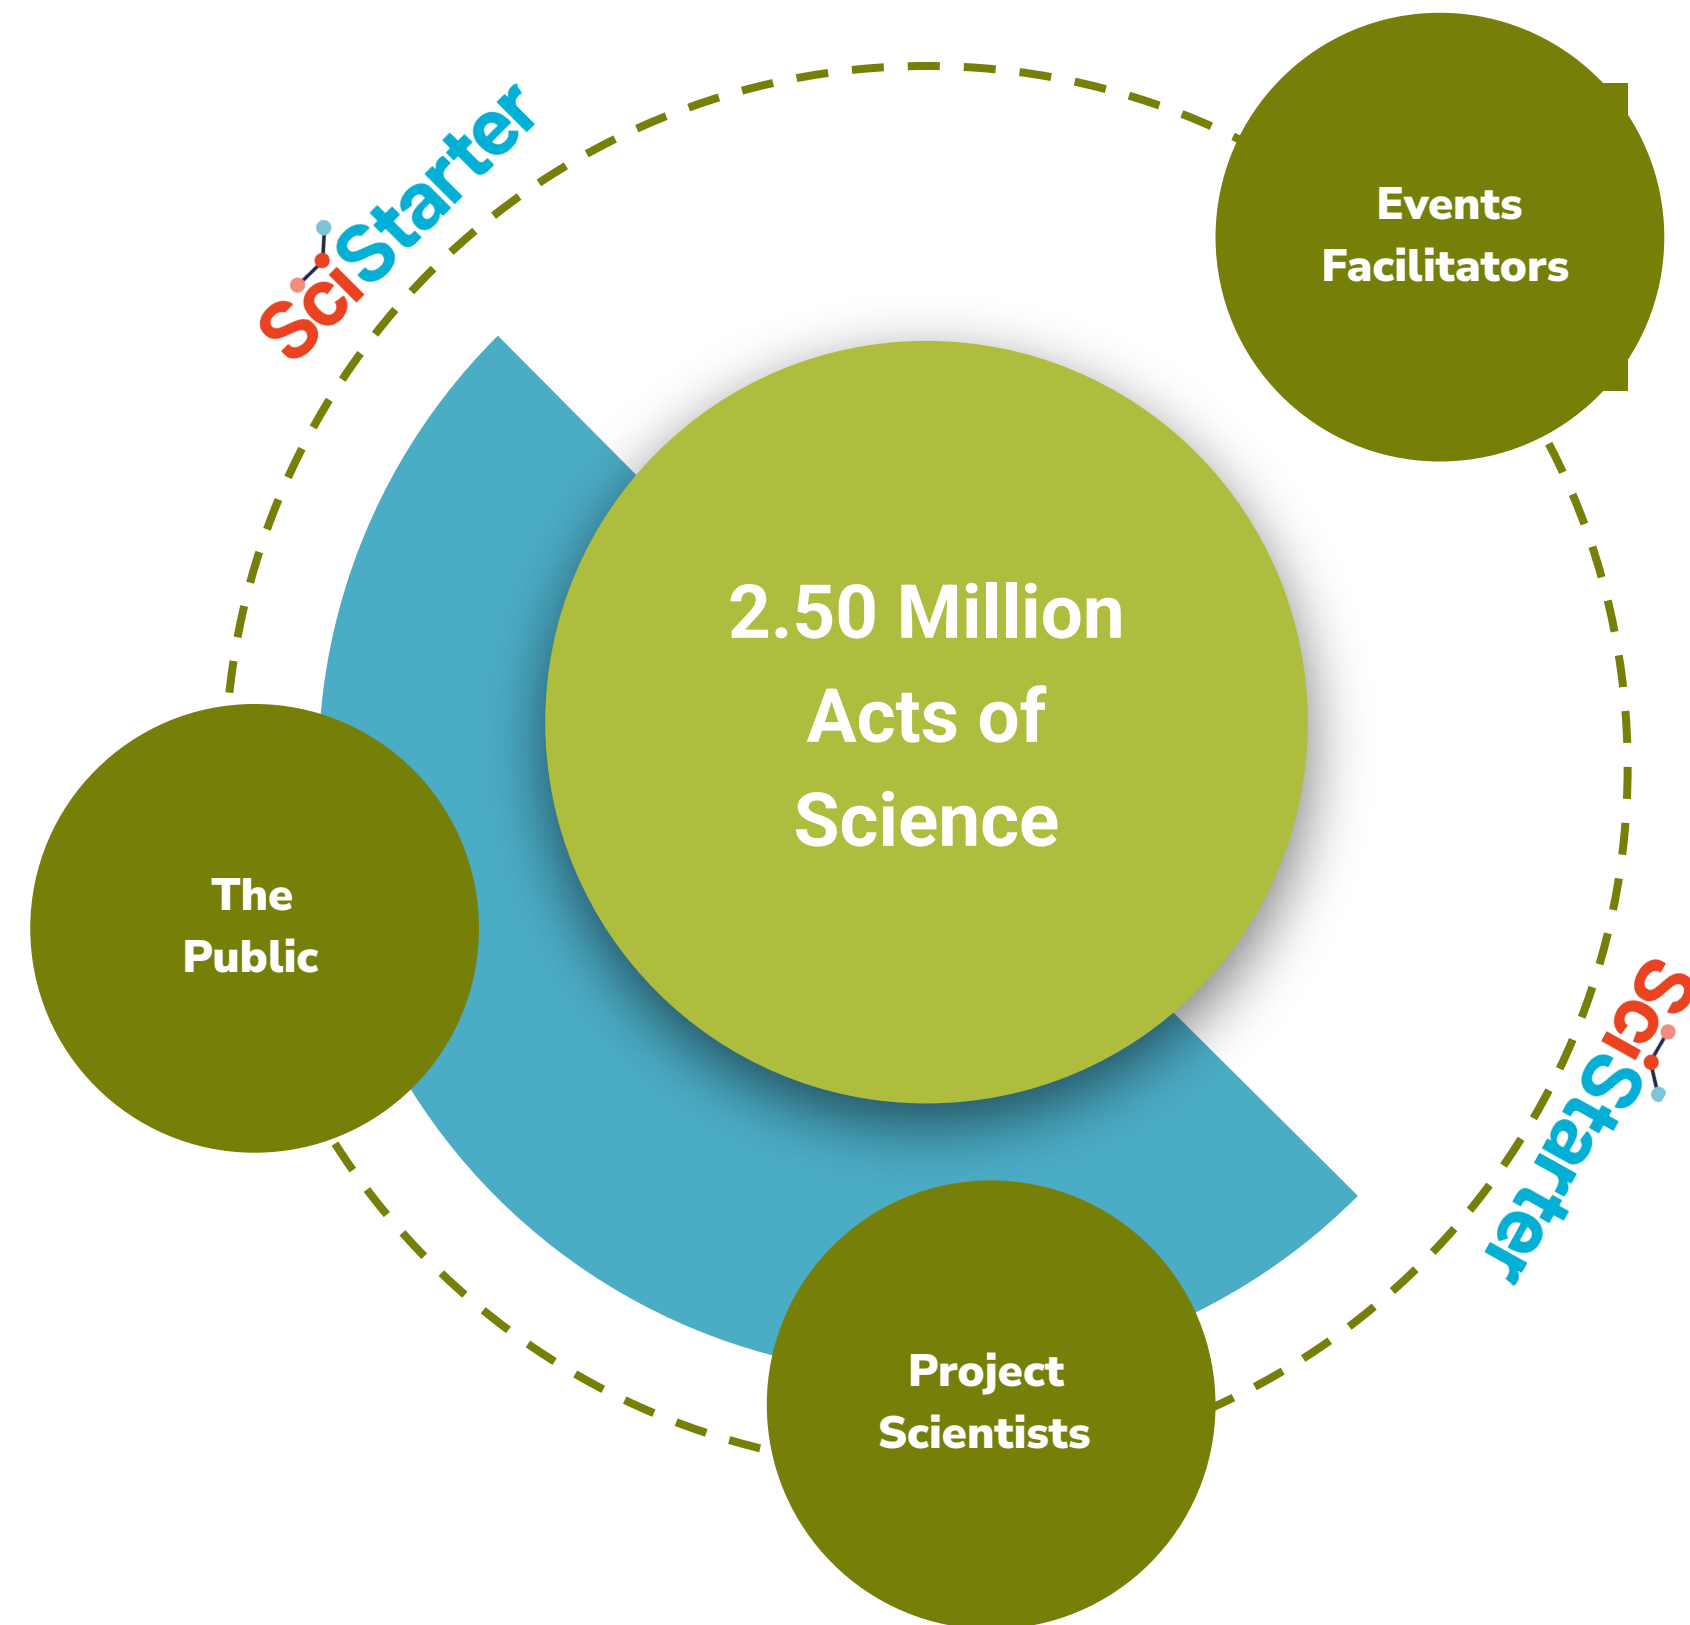 SciStarter
Events
Facilitators
2.50 Million
Acts of
Science
The
Public
SciStarter
Project
Scientists